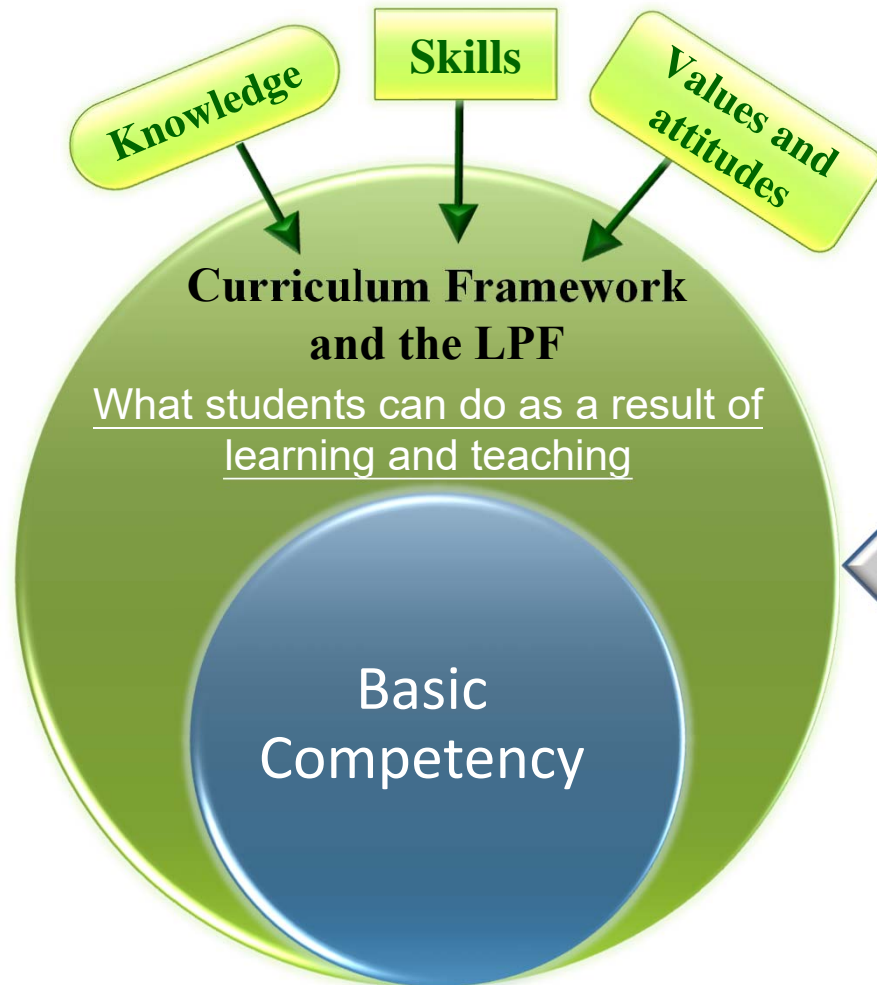 Knowledge
Skills
Values and
attitudes
Curriculum Framework
and the LPF
What students can do as a result of
learning and teaching
Basic
Competency